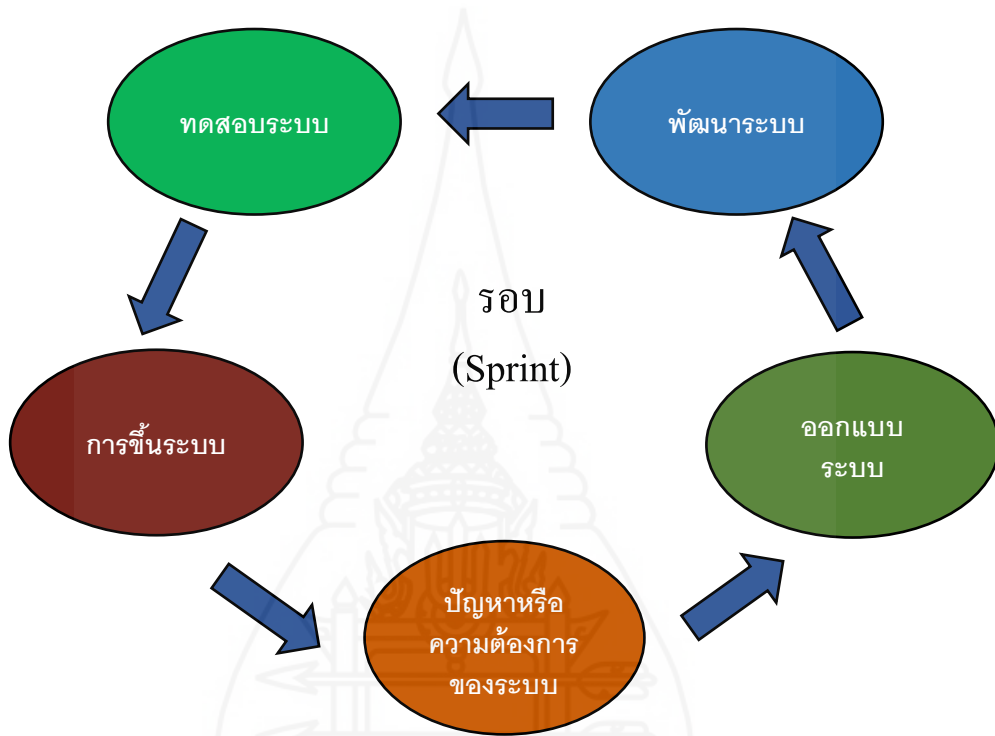 ทดสอบระบบ
พัฒนาระบบ
รอบ
(Sprint)
การขึ้นระบบ
ออกแบบ
ระบบ
ปัญหาหรือ
ความต้องการ
ของระบบ